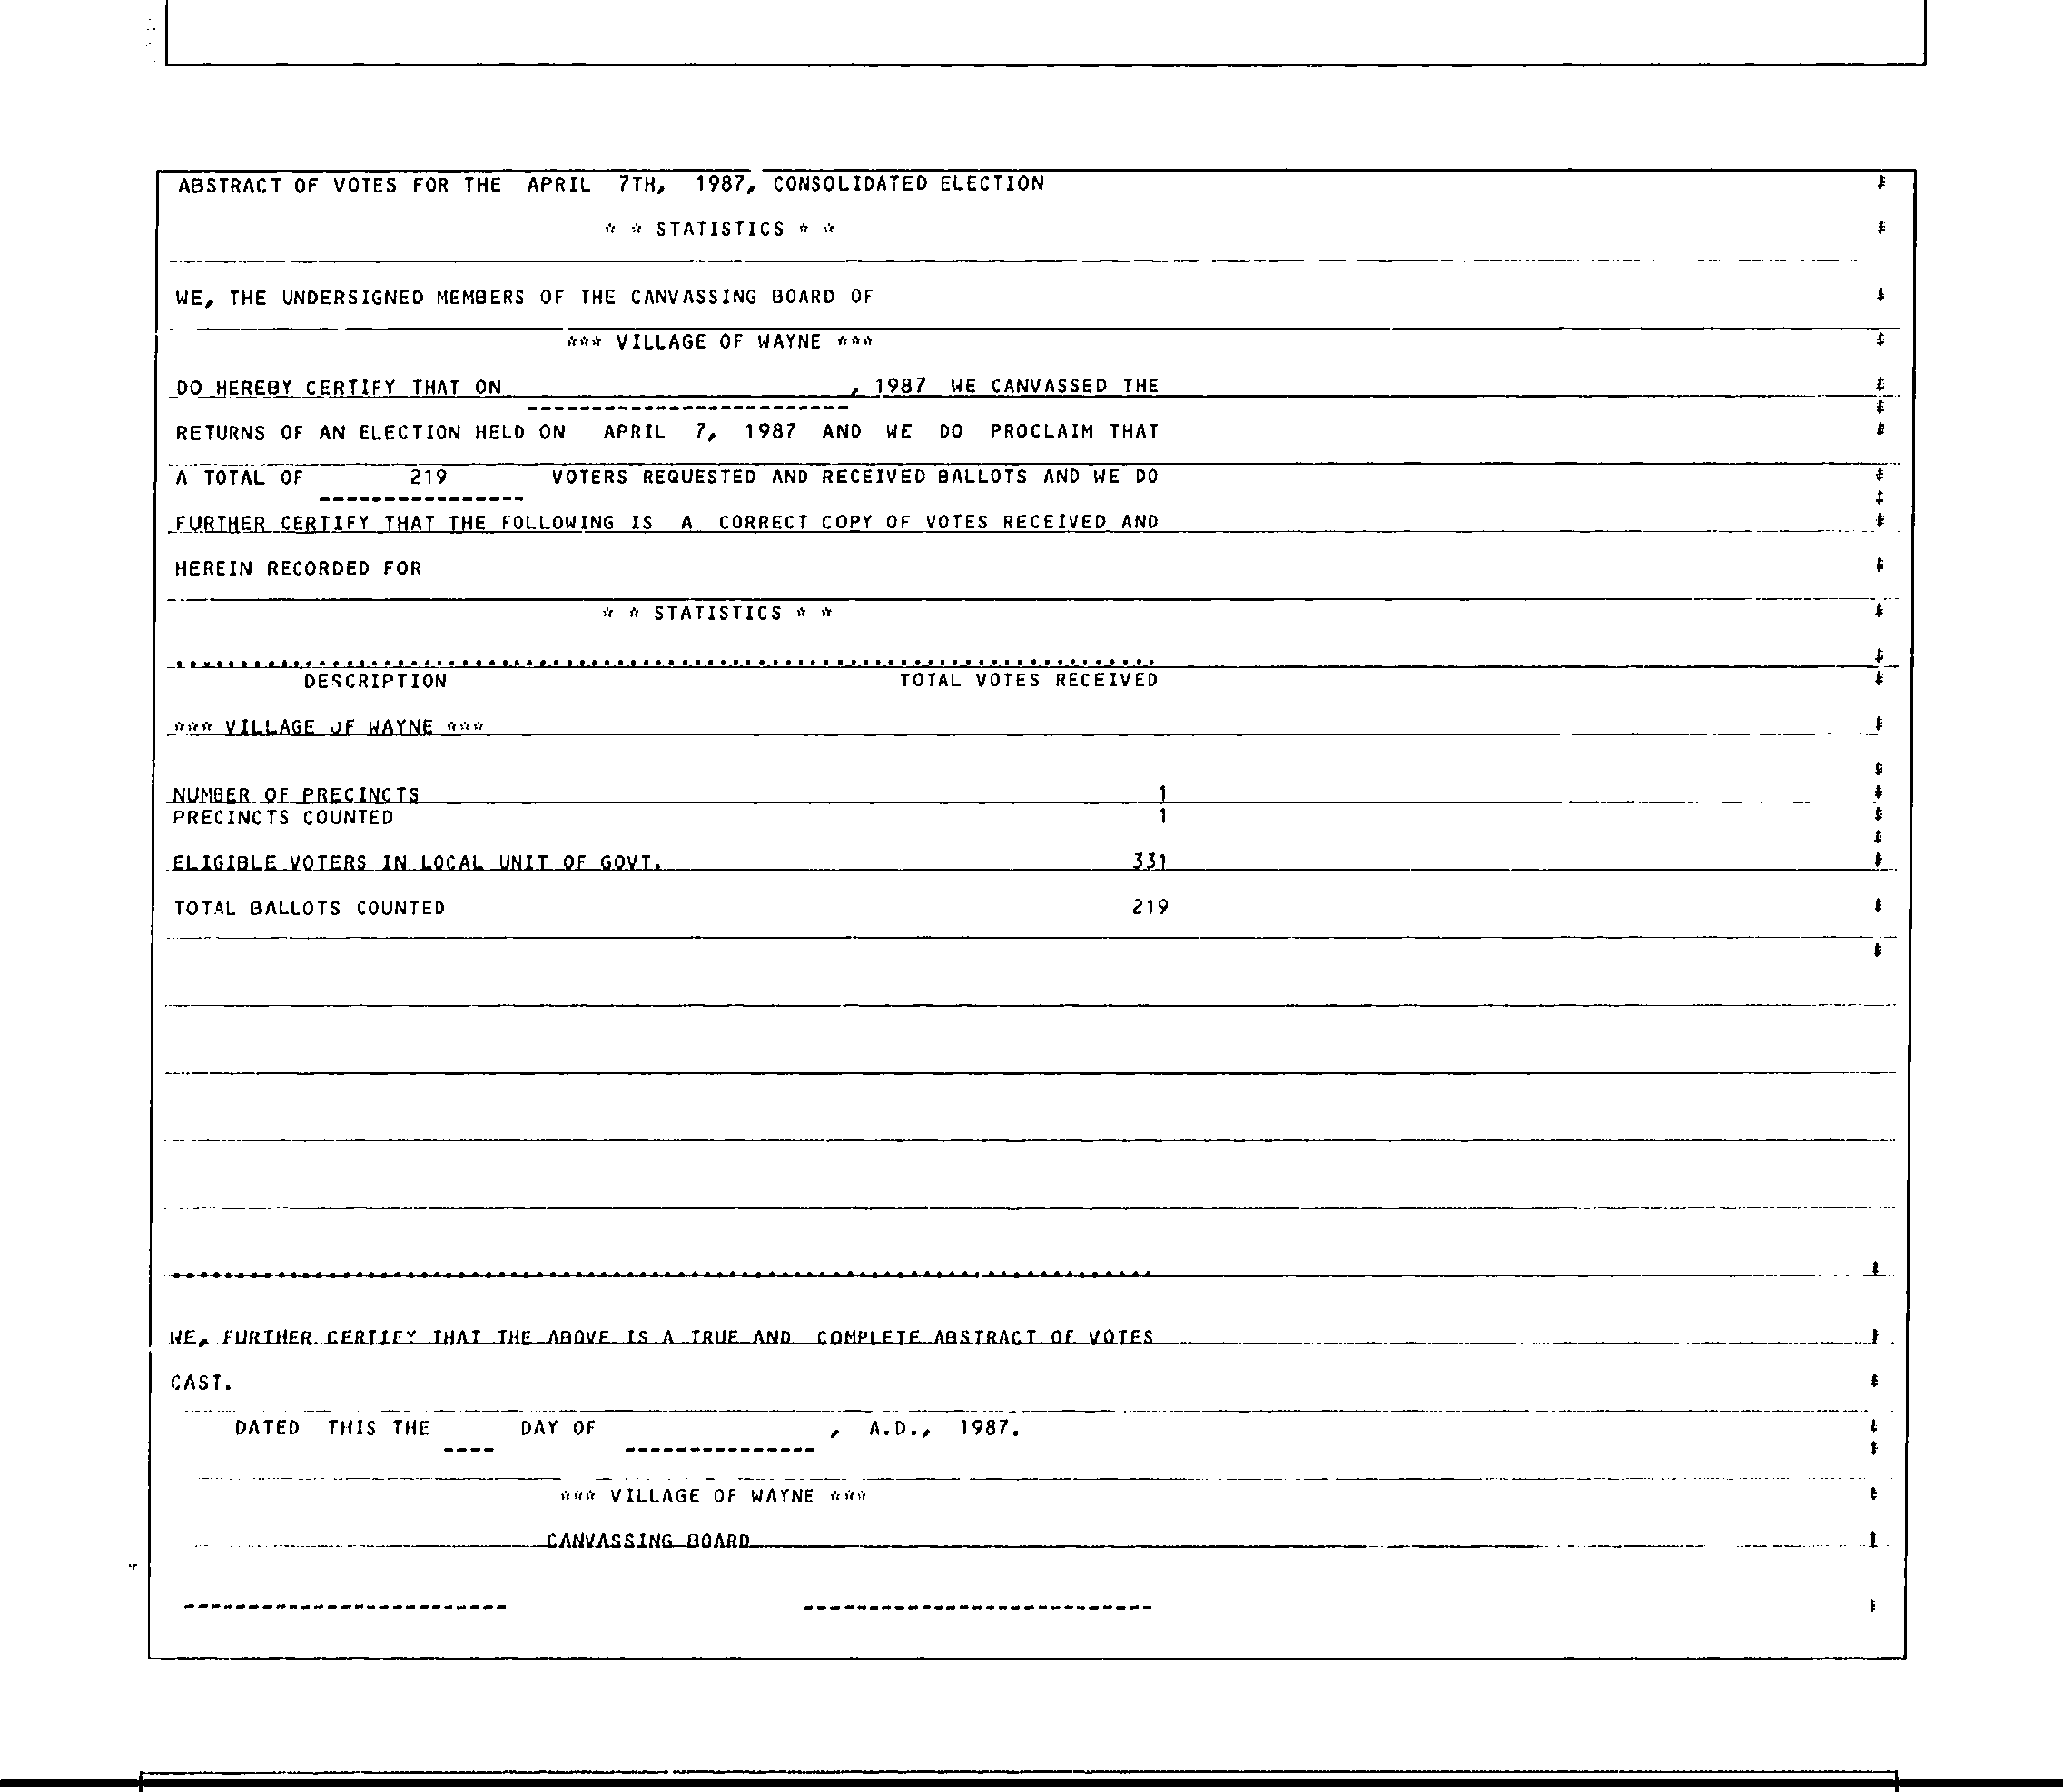 ABSTRACT OF VOTES FOR THE APRIL 7TH, 1987, CONSOLIDATED ELECTION
* * STATISTICS * *
WE, THE UNDERSIGNED MEMBERS OF THE CANVASSING BOARD OF
*** VILLAGE OF WAYNE ***
DO HEREBY CERTIFY THAT ON , 1987 WE CANVASSED THE
RETURNS OF AN ELECTION HELD ON APRIL 7, 1987 AND WE DO PROCLAIM THAT
A TOTAL OF 219 VOTERS REQUESTED AND RECEIVED BALLOTS AND WE DO
FURTHER CERTIFY THAT THE FOLLOWING IS A CORRECT COPY OF VOTES RECEIVED AND
HEREIN RECORDED FOR
* * STATISTICS * *
DESCRIPTION TOTAL VOTES RECEIVED
*** VILLAGE OF WAYNE ***
NUMBER OF PRECINCTS 1
PRECINCTS COUNTED 1
ELIGIBLE VOTERS IN LOCAL UNIT OF GOVT. 331
TOTAL BALLOTS COUNTED 219
WE, FURTHER CERTIFY THAT THE ABOVE IS A TRUE AND COMPLETE ABSTRACT OF VOTES
CAST.
DATED THIS THE ---- DAY OF ---------------, A.D., 1987.
*** VILLAGE OF WAYNE ***
CANVASSING BOARD